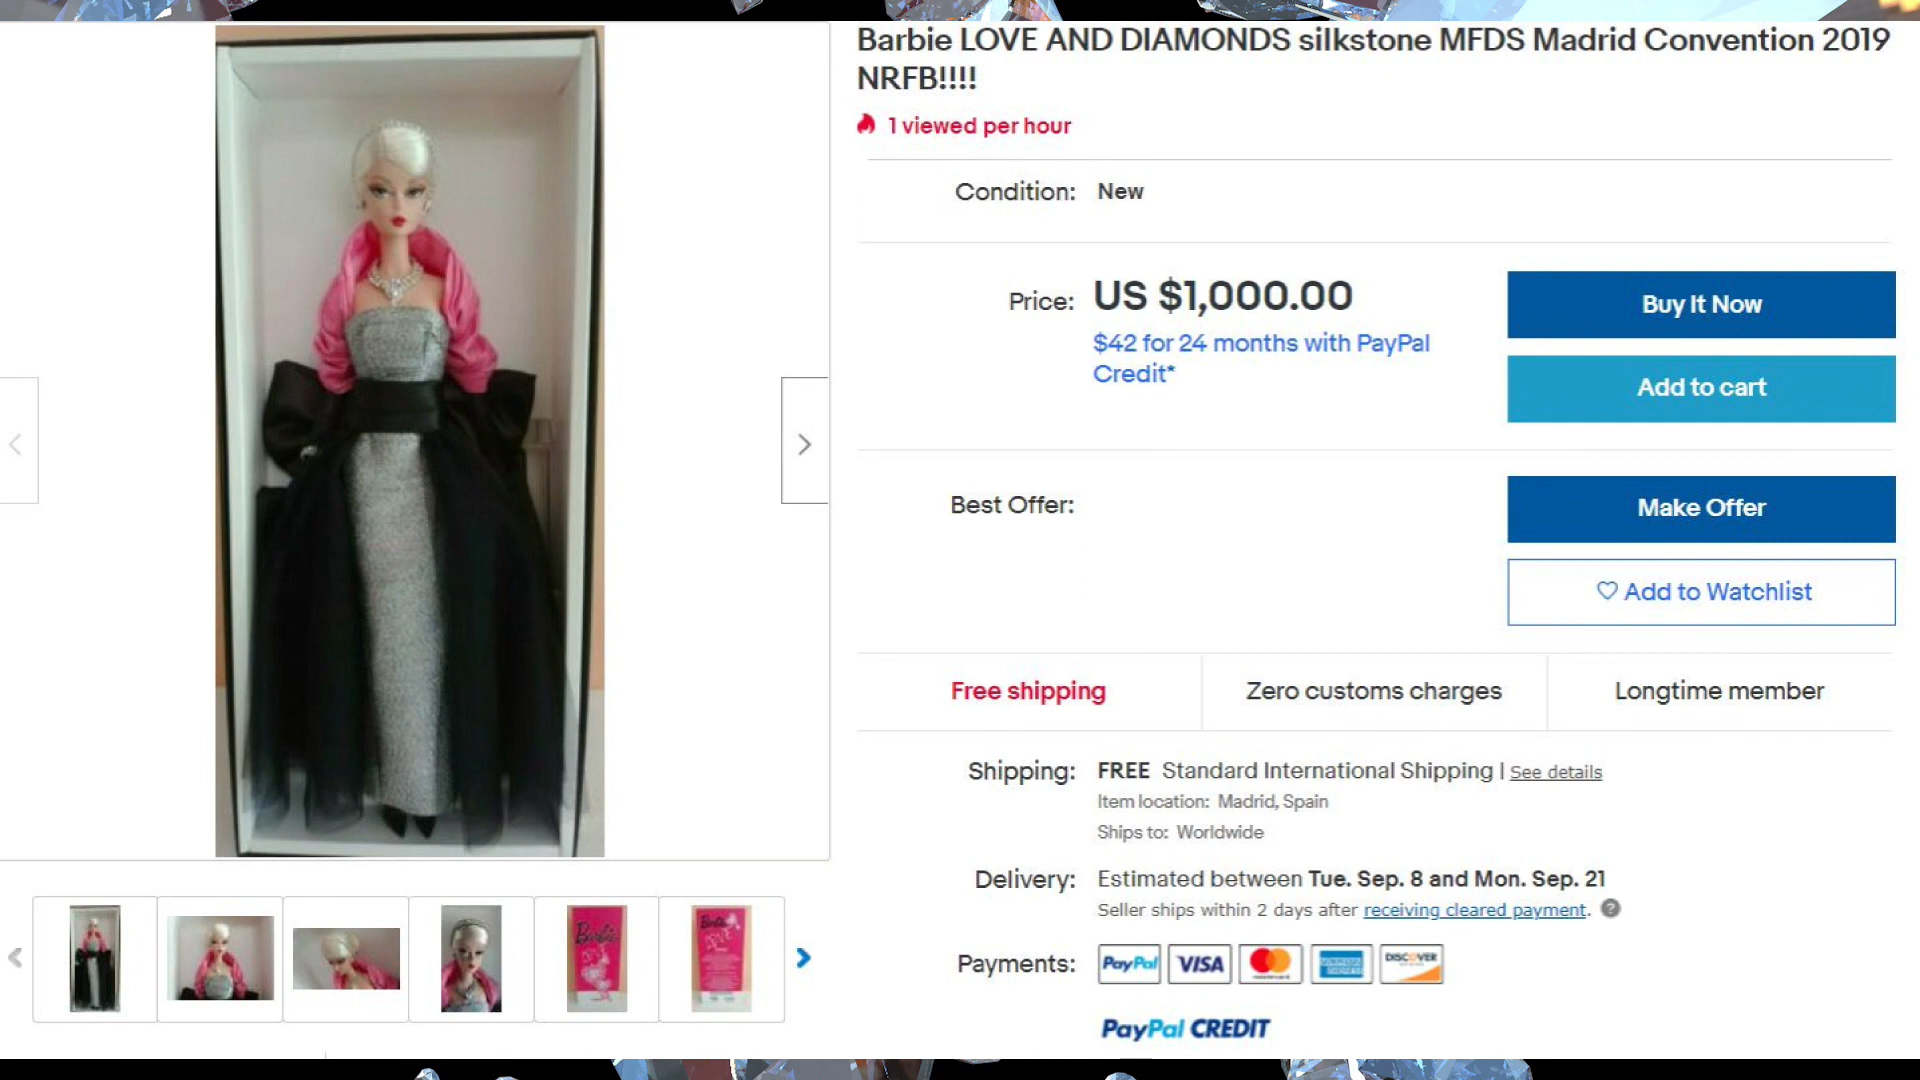 Barbie LOVE AND DIAMONDS silkstone MFDS Madrid Convention 2019
NRFB!!!!
1 viewed per hour
Condition: New
Price: US $1,000.00
$42 for 24 months with PayPal
Credit*
Buy It Now
Add to cart
Best Offer:
Make Offer
Add to Watchlist
Free shipping
Zero customs charges
Longtime member
Shipping: FREE Standard International Shipping | See details
Item location: Madrid, Spain
Ships to: Worldwide
Delivery: Estimated between Tue. Sep. 8 and Mon. Sep. 21
Seller ships within 2 days after receiving cleared payment. ?
Payments: PayPal VISA DISCOVER
PayPal CREDIT
Barbie
Barbie